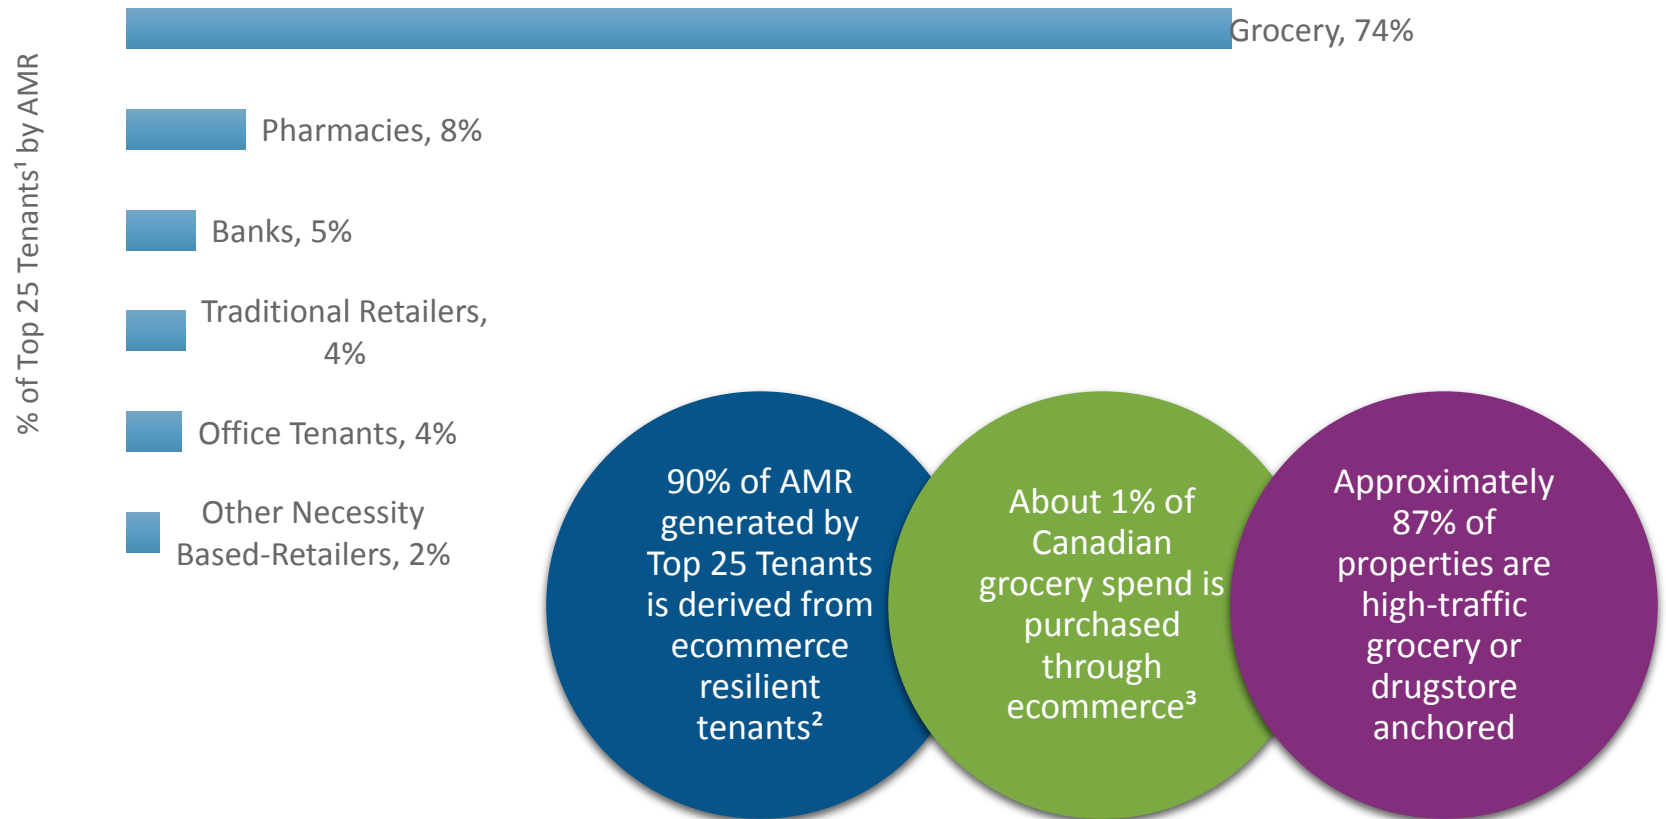 % of Top 25 Tenants¹ by AMR
Grocery, 74%
Pharmacies, 8%
Banks, 5%
Traditional Retailers,
4%
Office Tenants, 4%
Other Necessity
Based-Retailers, 2%
90% of AMR
generated by
Top 25 Tenants
is derived from
ecommerce
resilient
tenants²
About 1% of
Canadian
grocery spend is
purchased
through
ecommerce³
Approximately
87% of
properties are
high-traffic
grocery or
drugstore
anchored